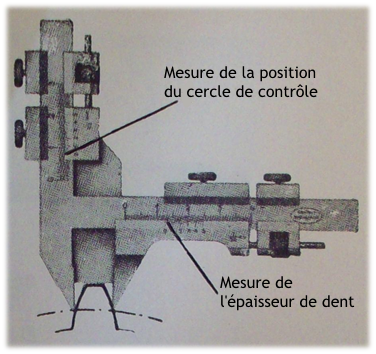 Mesure de la position
du cercle de contrôle
Mesure de
l'épaisseur de dent